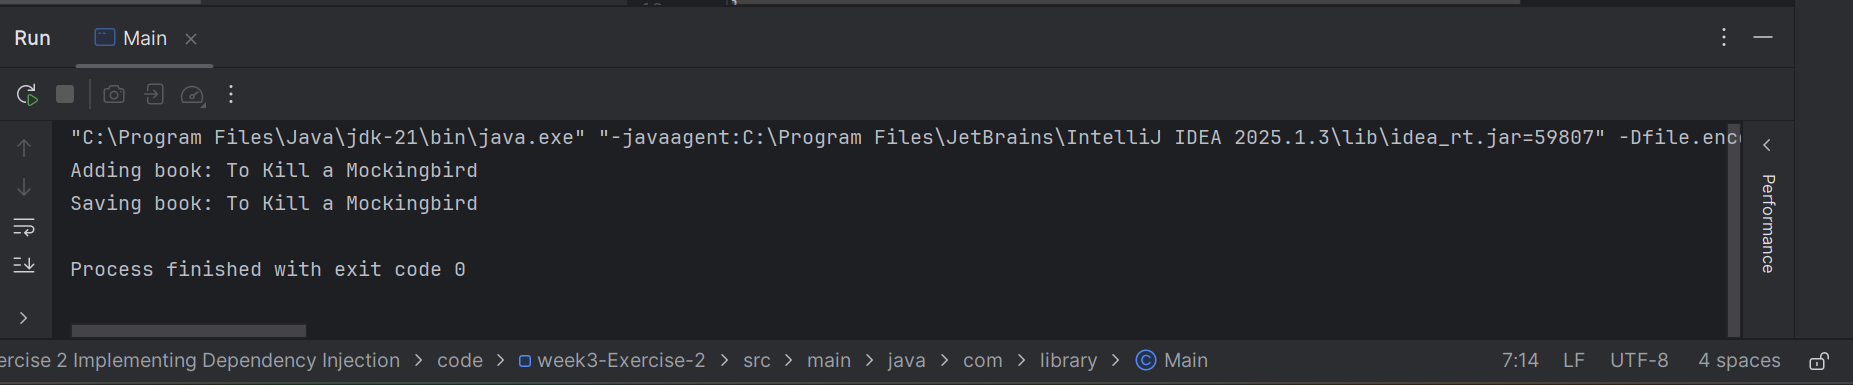 Run Main
"C:\Program Files\Java\jdk-21\bin\java.exe" "-javaagent:C:\Program Files\JetBrains\IntelliJ IDEA 2025.1.3\lib\idea_rt.jar=59807" -Dfile.enc
Adding book: To Kill a Mockingbird
Saving book: To Kill a Mockingbird
Process finished with exit code 0
Performance
ercise 2 Implementing Dependency Injection > code > week3-Exercise-2 > src > main > java > com > library > Main 7:14 LF UTF-8 4 spaces